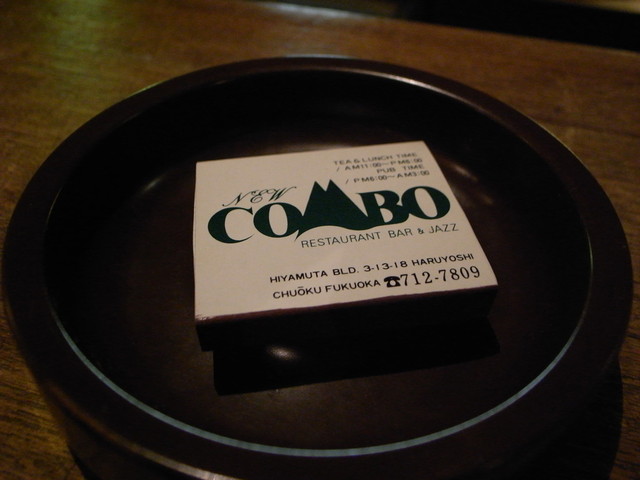 TEA & LUNCH TIME
/ AM11:00~PM6:00
PUB TIME
/ PM6:00~AM3:00
NEW
COMBO
RESTAURANT BAR & JAZZ
HIYAMUTA BLD. 3-13-18 HARUYOSHI
CHUŌKU FUKUOKA ☎712-7809